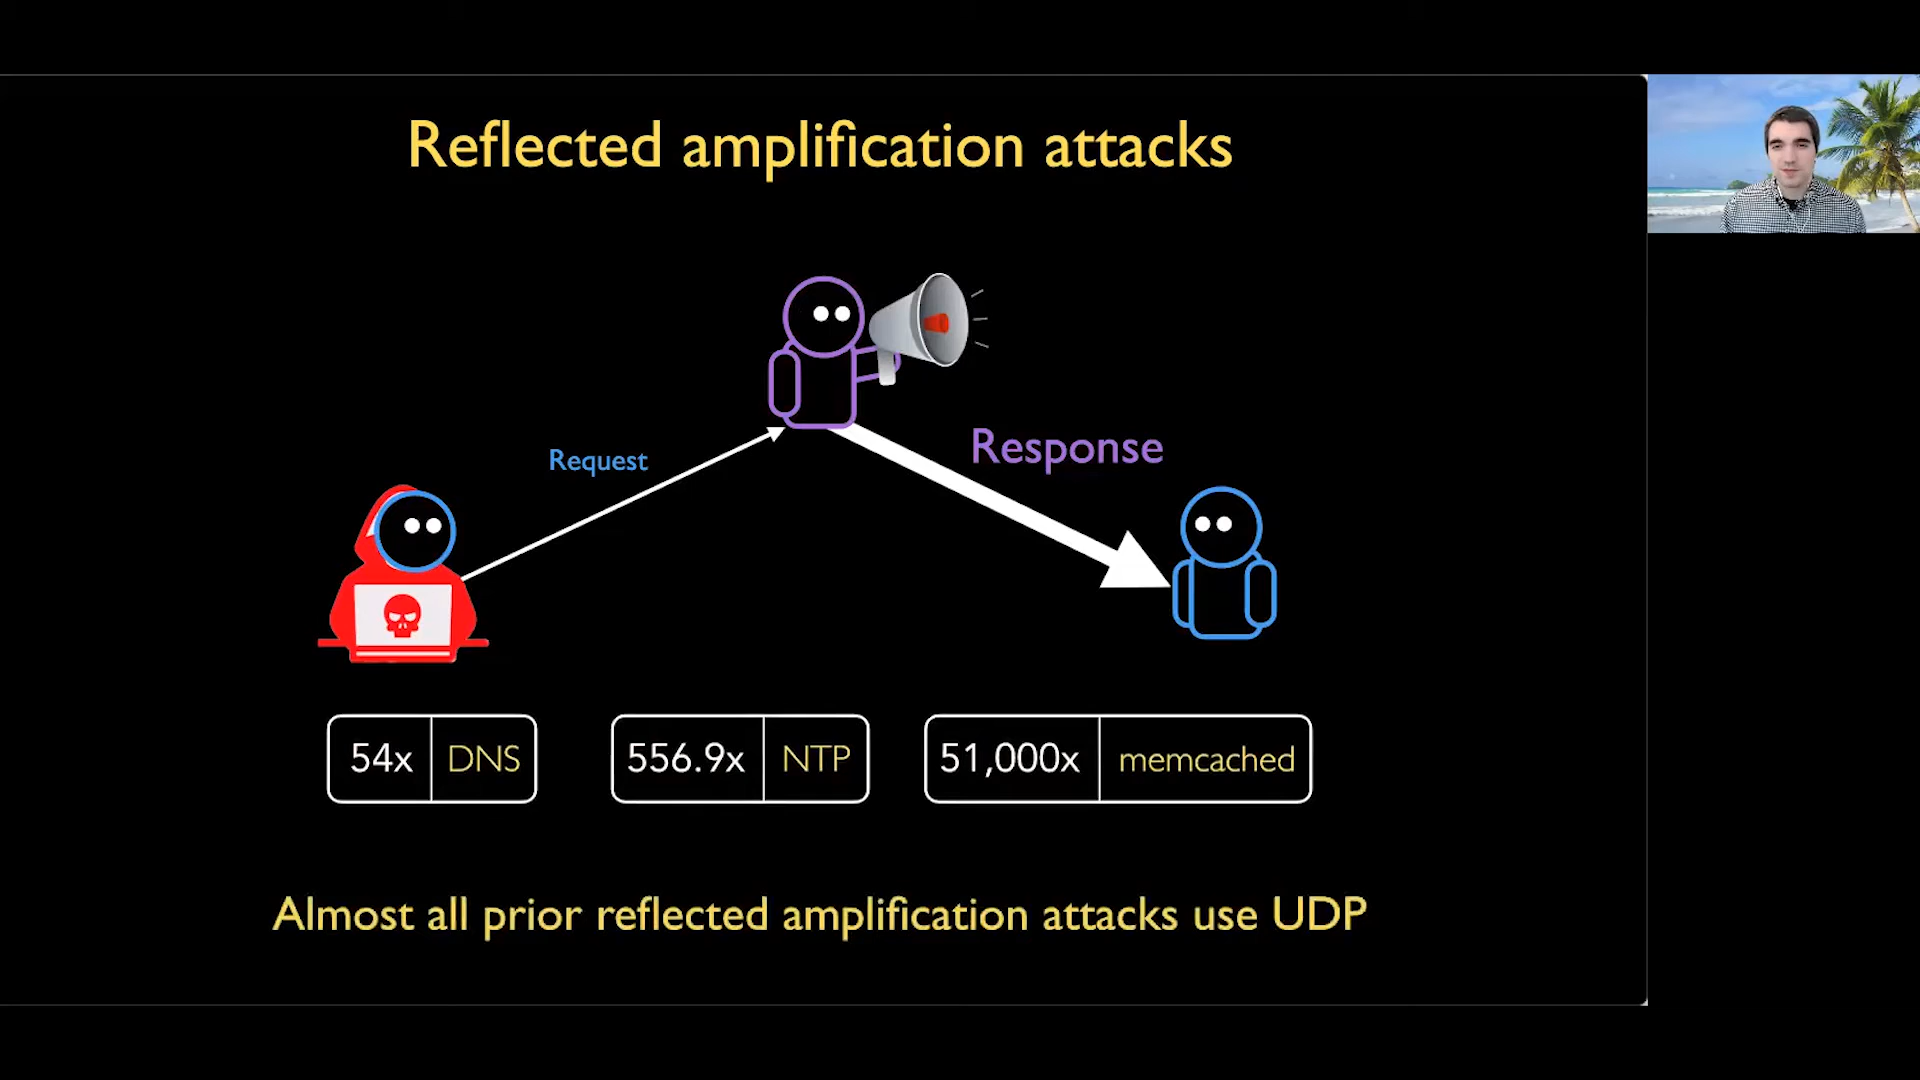 Reflected amplification attacks
Request
Response
54x DNS
556.9x NTP
51,000x memcached
Almost all prior reflected amplification attacks use UDP